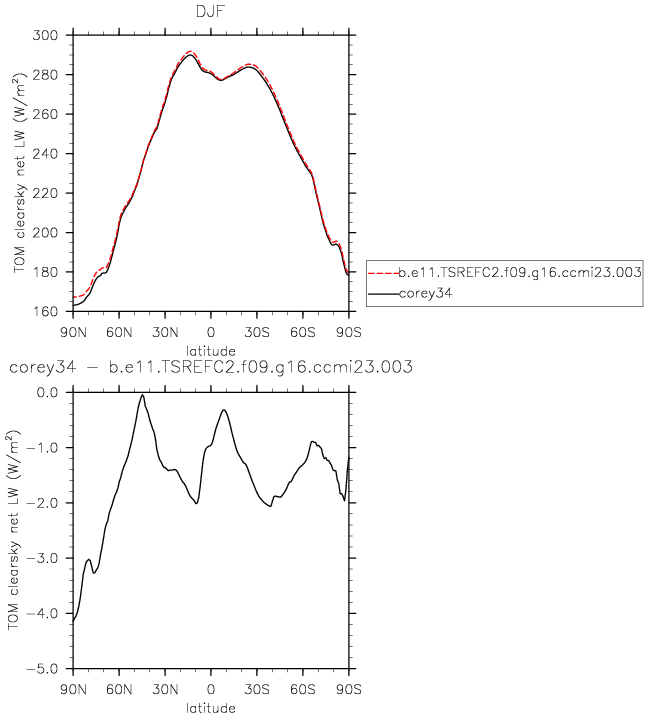 DJF
TOM clearsky net LW (W/m²)
300
280
260
240
220
200
180
160
90N 60N 30N 0 30S 60S 90S
latitude
b.e11.TSREFC2.f09.g16.ccmi23.003
corey34
corey34 – b.e11.TSREFC2.f09.g16.ccmi23.003
TOM clearsky net LW (W/m²)
0.0
−1.0
−2.0
−3.0
−4.0
−5.0
90N 60N 30N 0 30S 60S 90S
latitude